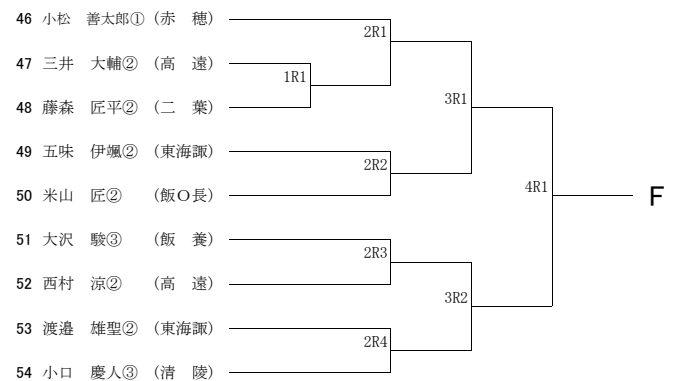 46 小松 善太郎① (赤 穂)
2R1
47 三井 大輔② (高 遠)
1R1
48 藤森 匠平② (二 葉)
3R1
49 五味 伊颯② (東海諏)
2R2
50 米山 匠② (飯O長)
4R1
F
51 大沢 駿③ (飯 養)
2R3
52 西村 涼② (高 遠)
3R2
53 渡邉 雄聖② (東海諏)
2R4
54 小口 慶人③ (清 陵)